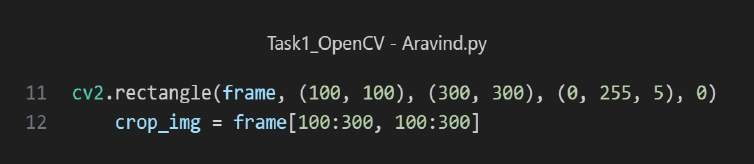 Task1_OpenCV - Aravind.py
11 cv2.rectangle(frame, (100, 100), (300, 300), (0, 255, 5), 0)
12     crop_img = frame[100:300, 100:300]